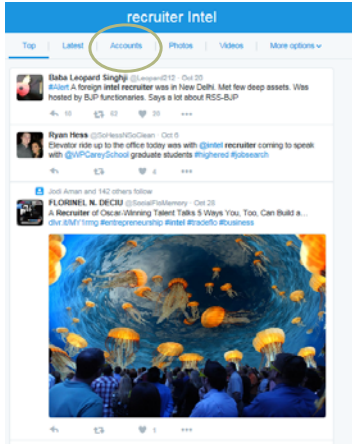 recruiter Intel
Top Latest Accounts Photos Videos More options
Baba Leopard Singhji @Leopard212 · Oct 20
#Alert A foreign intel recruiter was in New Delhi. Met few deep assets. Was
hosted by BJP functionaries. Says a lot about RSS-BJP
Ryan Hess @SoHessNSoClean · Oct 6
Elevator ride up to the office today was with @intel recruiter coming to speak
with @WPCareySchool graduate students #highered #jobsearch
4
Jodi Aman and 142 others follow
FLORINEL N. DECIU @SocialFloMemory · Oct 28
A Recruiter of Oscar-Winning Talent Talks 5 Ways You, Too, Can Build a...
#entrepreneurship #intel #tradeflo #business
1